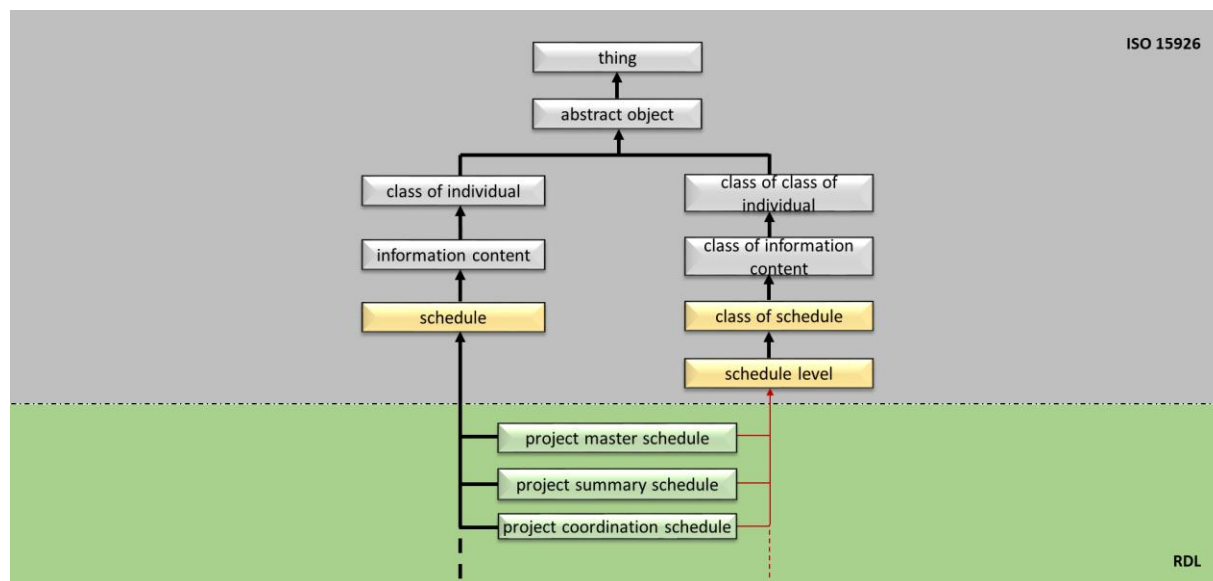 ISO 15926
thing
abstract object
class of individual
class of class of
individual
information content
class of information
content
schedule
class of schedule
schedule level
project master schedule
project summary schedule
project coordination schedule
RDL